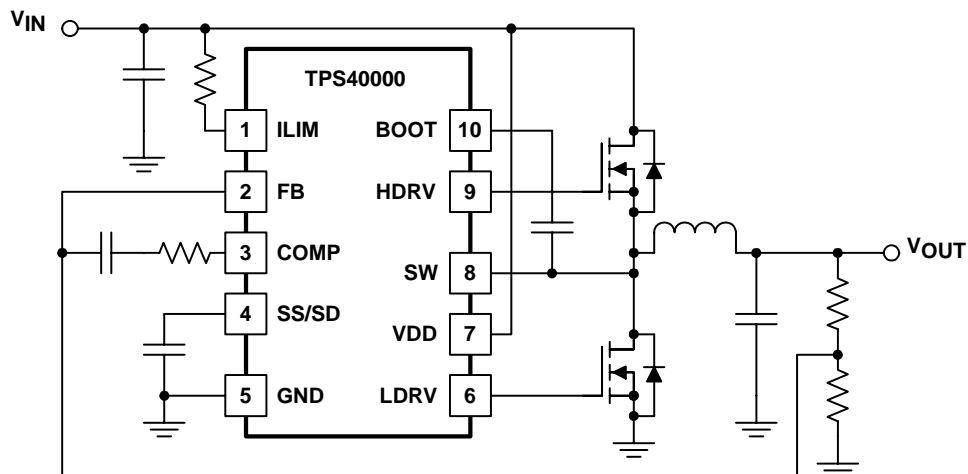 VIN
TPS40000
1 ILIM BOOT 10
2 FB HDRV 9
3 COMP
SW 8
4 SS/SD
VDD 7
5 GND LDRV 6
VOUT